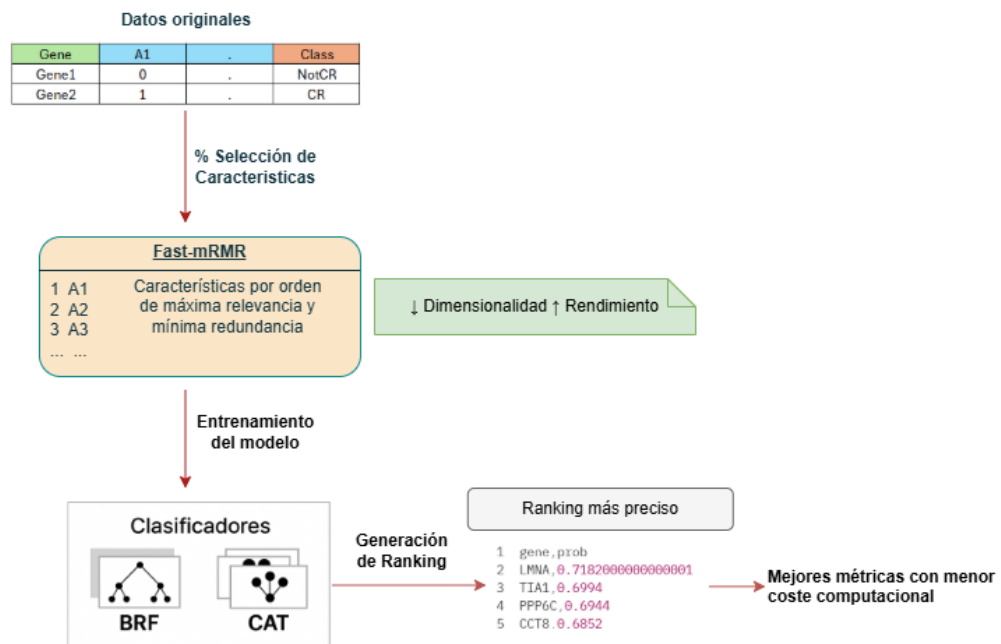 Datos originales
Gene A1 . Class
Gene1 0 . NotCR
Gene2 1 . CR
% Selección de
Características
Fast-mRMR
1 A1
2 A2
3 A3
... ...
Características por orden
de máxima relevancia y
mínima redundancia
↓ Dimensionalidad ↑ Rendimiento
Entrenamiento
del modelo
Clasificadores
BRF CAT
Generación
de Ranking
Ranking más preciso
1 gene,prob
2 LMNA,0.7182000000000001
3 TIA1,0.6994
4 PPP6C,0.6944
5 CCT8,0.6852
Mejores métricas con menor
coste computacional